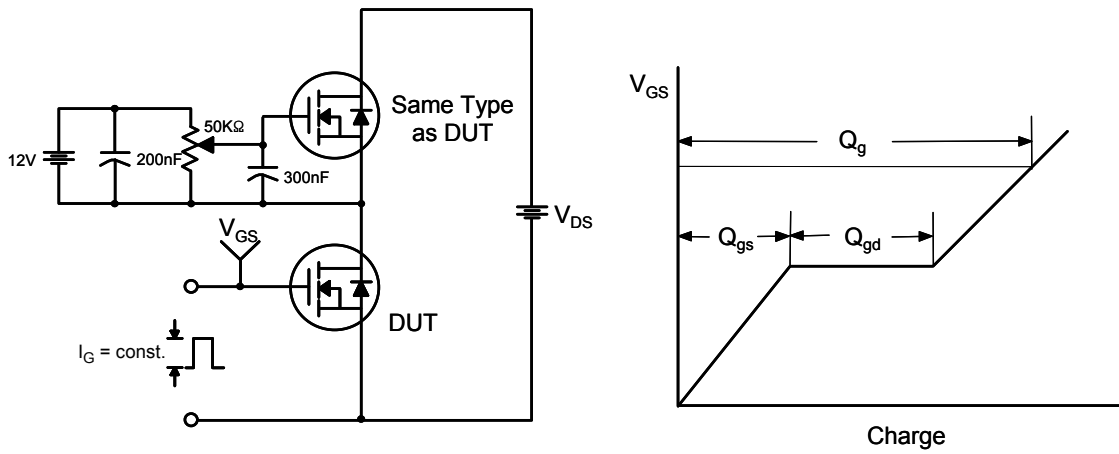 12V
200nF
50KΩ
300nF
Same Type
as DUT
V_DS
V_GS
DUT
I_G = const.
V_GS
Q_g
Q_gs
Q_gd
Charge